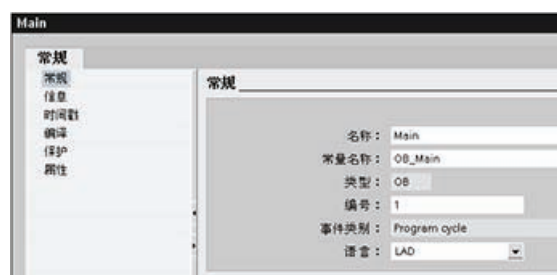 Main
常规
常规
信息
时间戳
编译
保护
属性
常规
名称： Main
常量名称： OB_Main
类型： OB
编号： 1
事件类别： Program cycle
语言： LAD